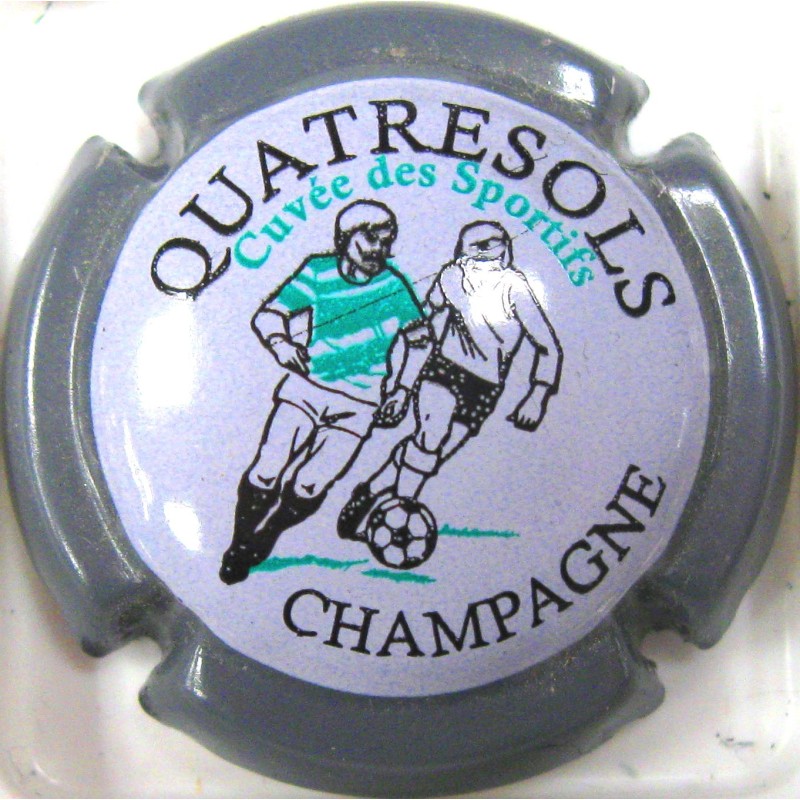 QUATRESOLS
Cuvée des Sportifs
CHAMPAGNE